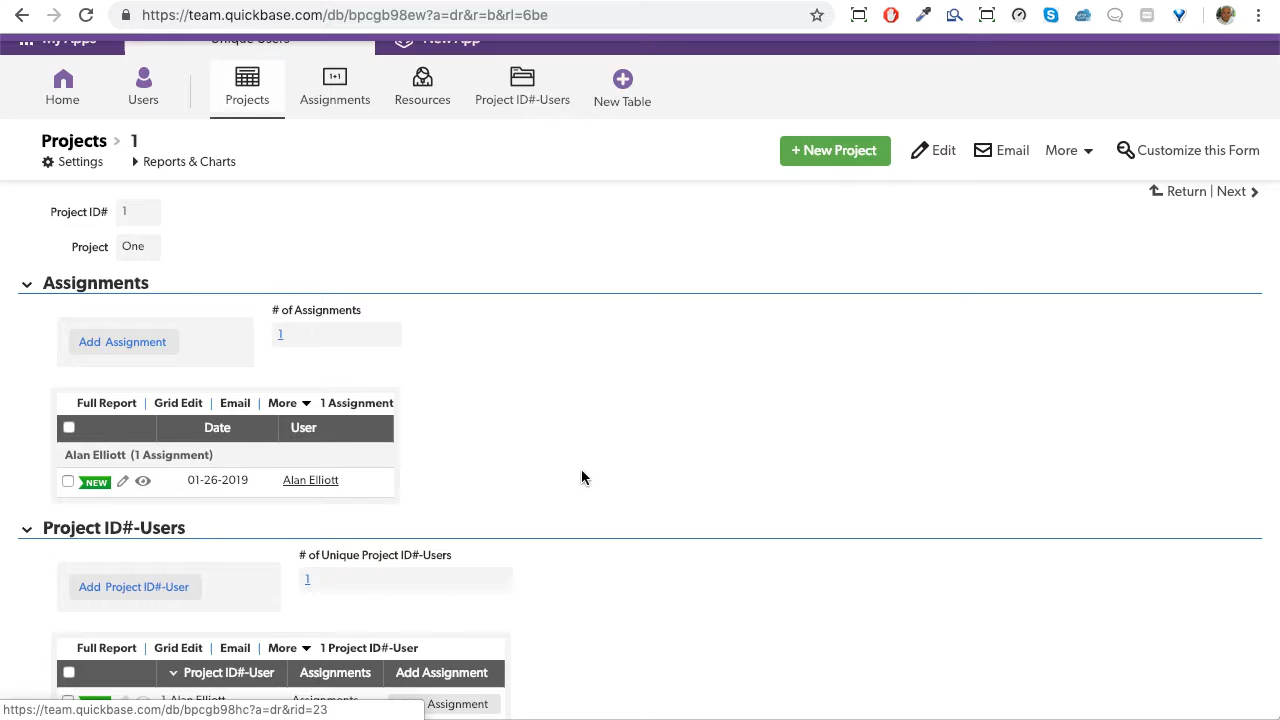 https://team.quickbase.com/db/bpcgb98ew?a=dr&r=b&rl=6be
My Apps Unique Users New App
Home Users Projects Assignments Resources Project ID#-Users New Table
Projects > 1
Settings Reports & Charts
+ New Project Edit Email More Customize this Form
Return | Next
Project ID# 1
Project One
Assignments
# of Assignments
Add Assignment 1
Full Report | Grid Edit | Email | More 1 Assignment
Date User
Alan Elliott (1 Assignment)
NEW 01-26-2019 Alan Elliott
Project ID#-Users
# of Unique Project ID#-Users
Add Project ID#-User 1
Full Report | Grid Edit | Email | More 1 Project ID#-User
Project ID#-User Assignments Add Assignment
1 Alan Elliott Assignments Assignment
https://team.quickbase.com/db/bpcgb98hc?a=dr&rid=23